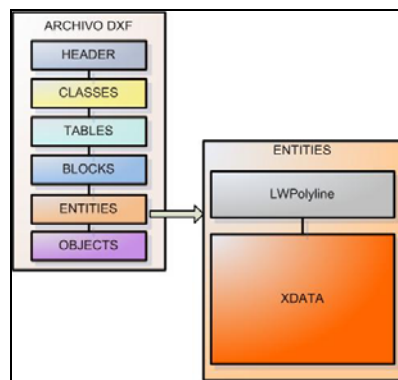 ARCHIVO DXF
HEADER
CLASSES
TABLES
BLOCKS
ENTITIES
OBJECTS
ENTITIES
LWPolyline
XDATA